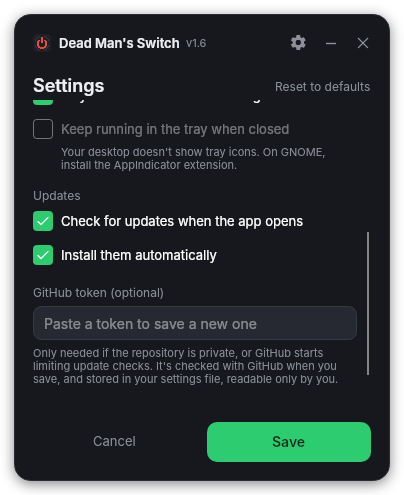 Dead Man's Switch v1.6
Settings
Reset to defaults
Keep running in the tray when closed
Your desktop doesn't show tray icons. On GNOME,
install the AppIndicator extension.
Updates
Check for updates when the app opens
Install them automatically
GitHub token (optional)
Paste a token to save a new one
Only needed if the repository is private, or GitHub starts
limiting update checks. It's checked with GitHub when you
save, and stored in your settings file, readable only by you.
Cancel
Save